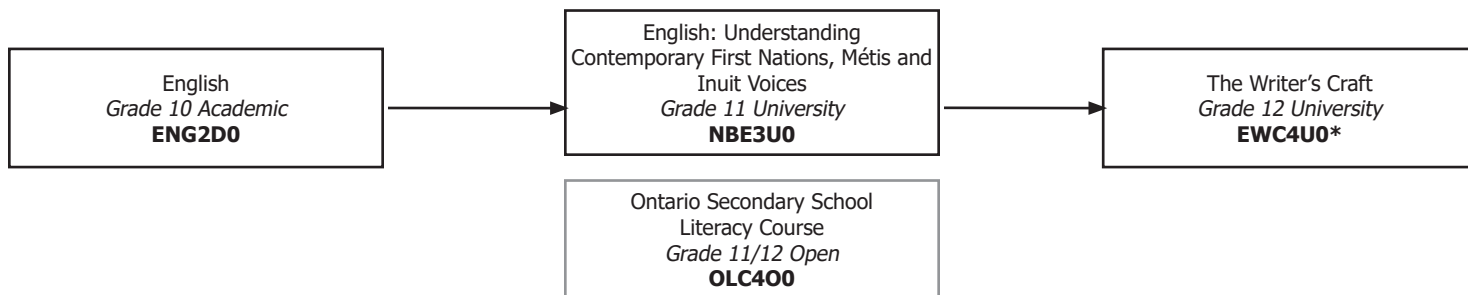 English
Grade 10 Academic
ENG2D0
English: Understanding
Contemporary First Nations, Métis and
Inuit Voices
Grade 11 University
NBE3U0
The Writer’s Craft
Grade 12 University
EWC4U0*
Ontario Secondary School
Literacy Course
Grade 11/12 Open
OLC4O0